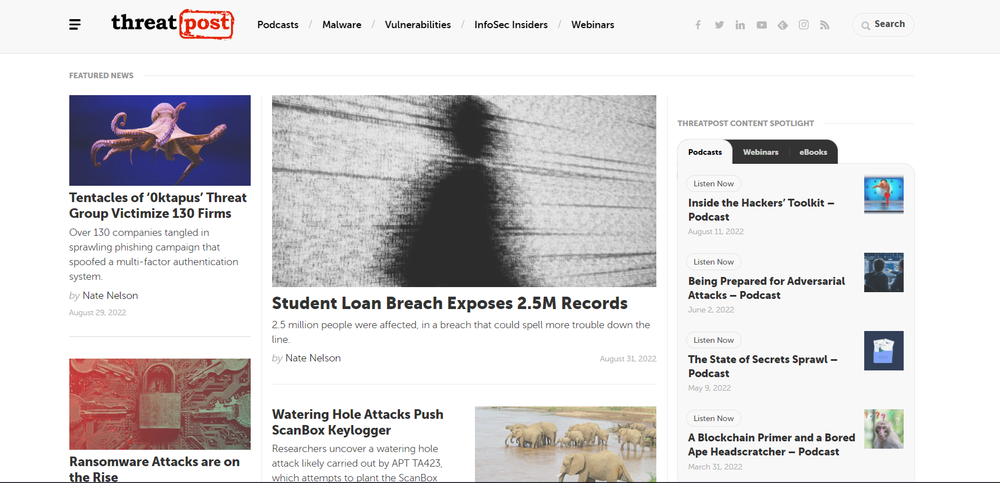 threatpost
Podcasts / Malware / Vulnerabilities / InfoSec Insiders / Webinars
Search
FEATURED NEWS
Tentacles of ‘0ktapus’ Threat
Group Victimize 130 Firms
Over 130 companies tangled in
sprawling phishing campaign that
spoofed a multi-factor authentication
system.
by Nate Nelson
August 29, 2022
Ransomware Attacks are on
the Rise
Student Loan Breach Exposes 2.5M Records
2.5 million people were affected, in a breach that could spell more trouble down the
line.
by Nate Nelson
August 31, 2022
Watering Hole Attacks Push
ScanBox Keylogger
Researchers uncover a watering hole
attack likely carried out by APT TA423,
which attempts to plant the ScanBox
THREATPOST CONTENT SPOTLIGHT
Podcasts
Webinars
eBooks
Listen Now
Inside the Hackers’ Toolkit –
Podcast
August 11, 2022
Listen Now
Being Prepared for Adversarial
Attacks – Podcast
June 2, 2022
Listen Now
The State of Secrets Sprawl –
Podcast
May 9, 2022
Listen Now
A Blockchain Primer and a Bored
Ape Headscratcher – Podcast
March 31, 2022